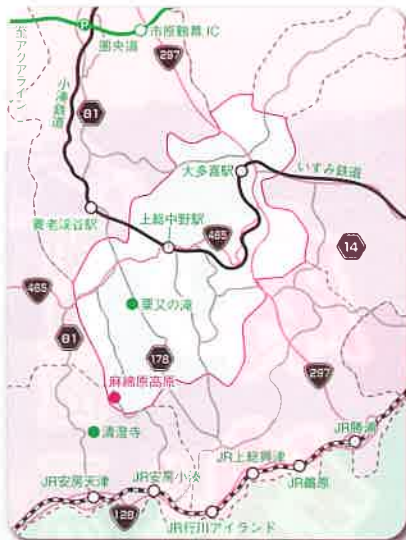 至アクアライン
P
市原鶴舞IC
圏央道
297
小湊鉄道
81
大多喜駅
いすみ鉄道
養老渓谷駅
上総中野駅
465
14
465
粟又の滝
81
178
297
麻綿原高原
清澄寺
JR勝浦
JR上総興津
JR鵜原
JR安房天津
JR安房小湊
128
JR行川アイランド